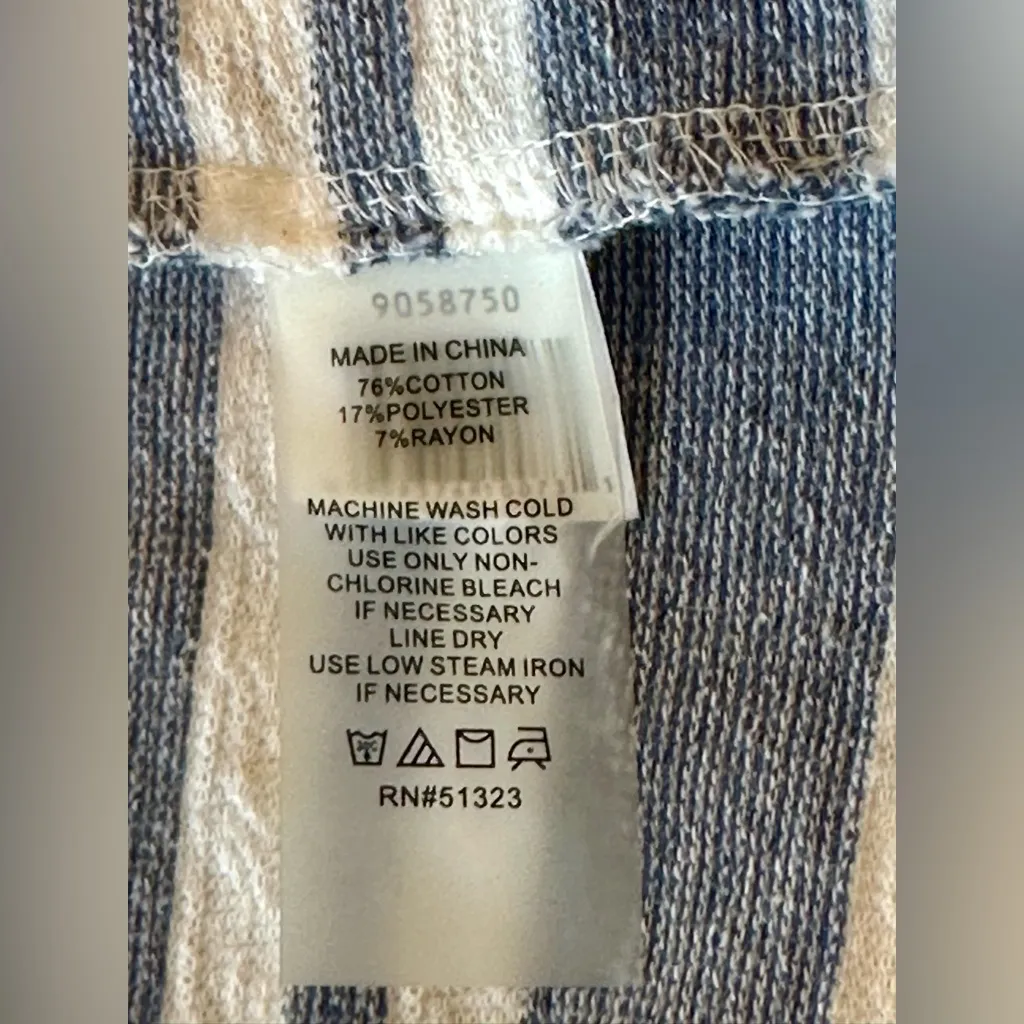 9058750
MADE IN CHINA
76%COTTON
17%POLYESTER
7%RAYON
MACHINE WASH COLD
WITH LIKE COLORS
USE ONLY NON-
CHLORINE BLEACH
IF NECESSARY
LINE DRY
USE LOW STEAM IRON
IF NECESSARY
RN#51323